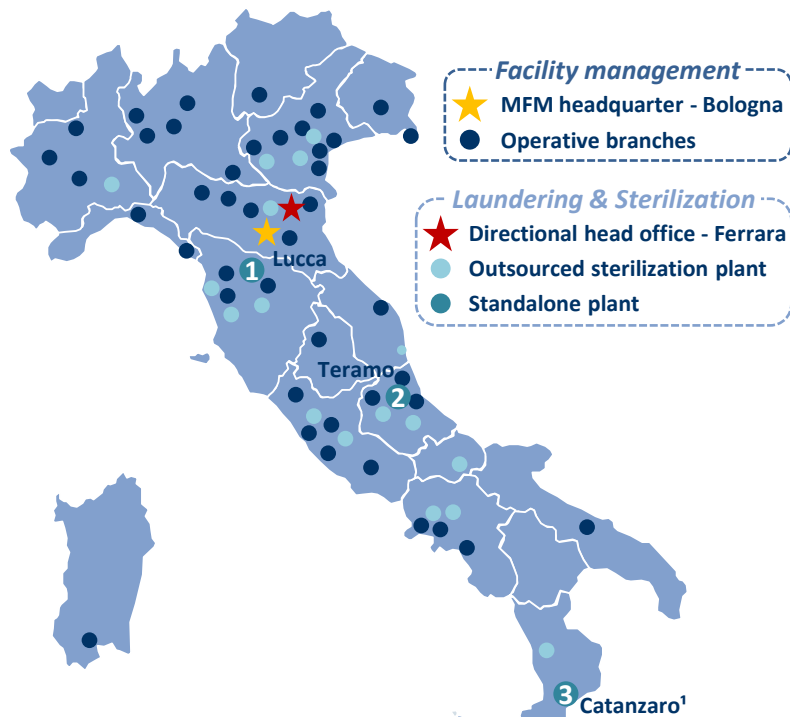 Facility management
MFM headquarter - Bologna
Operative branches
Laundering & Sterilization
Directional head office - Ferrara
Outsourced sterilization plant
Standalone plant
Lucca
1
Teramo
2
3
Catanzaro¹